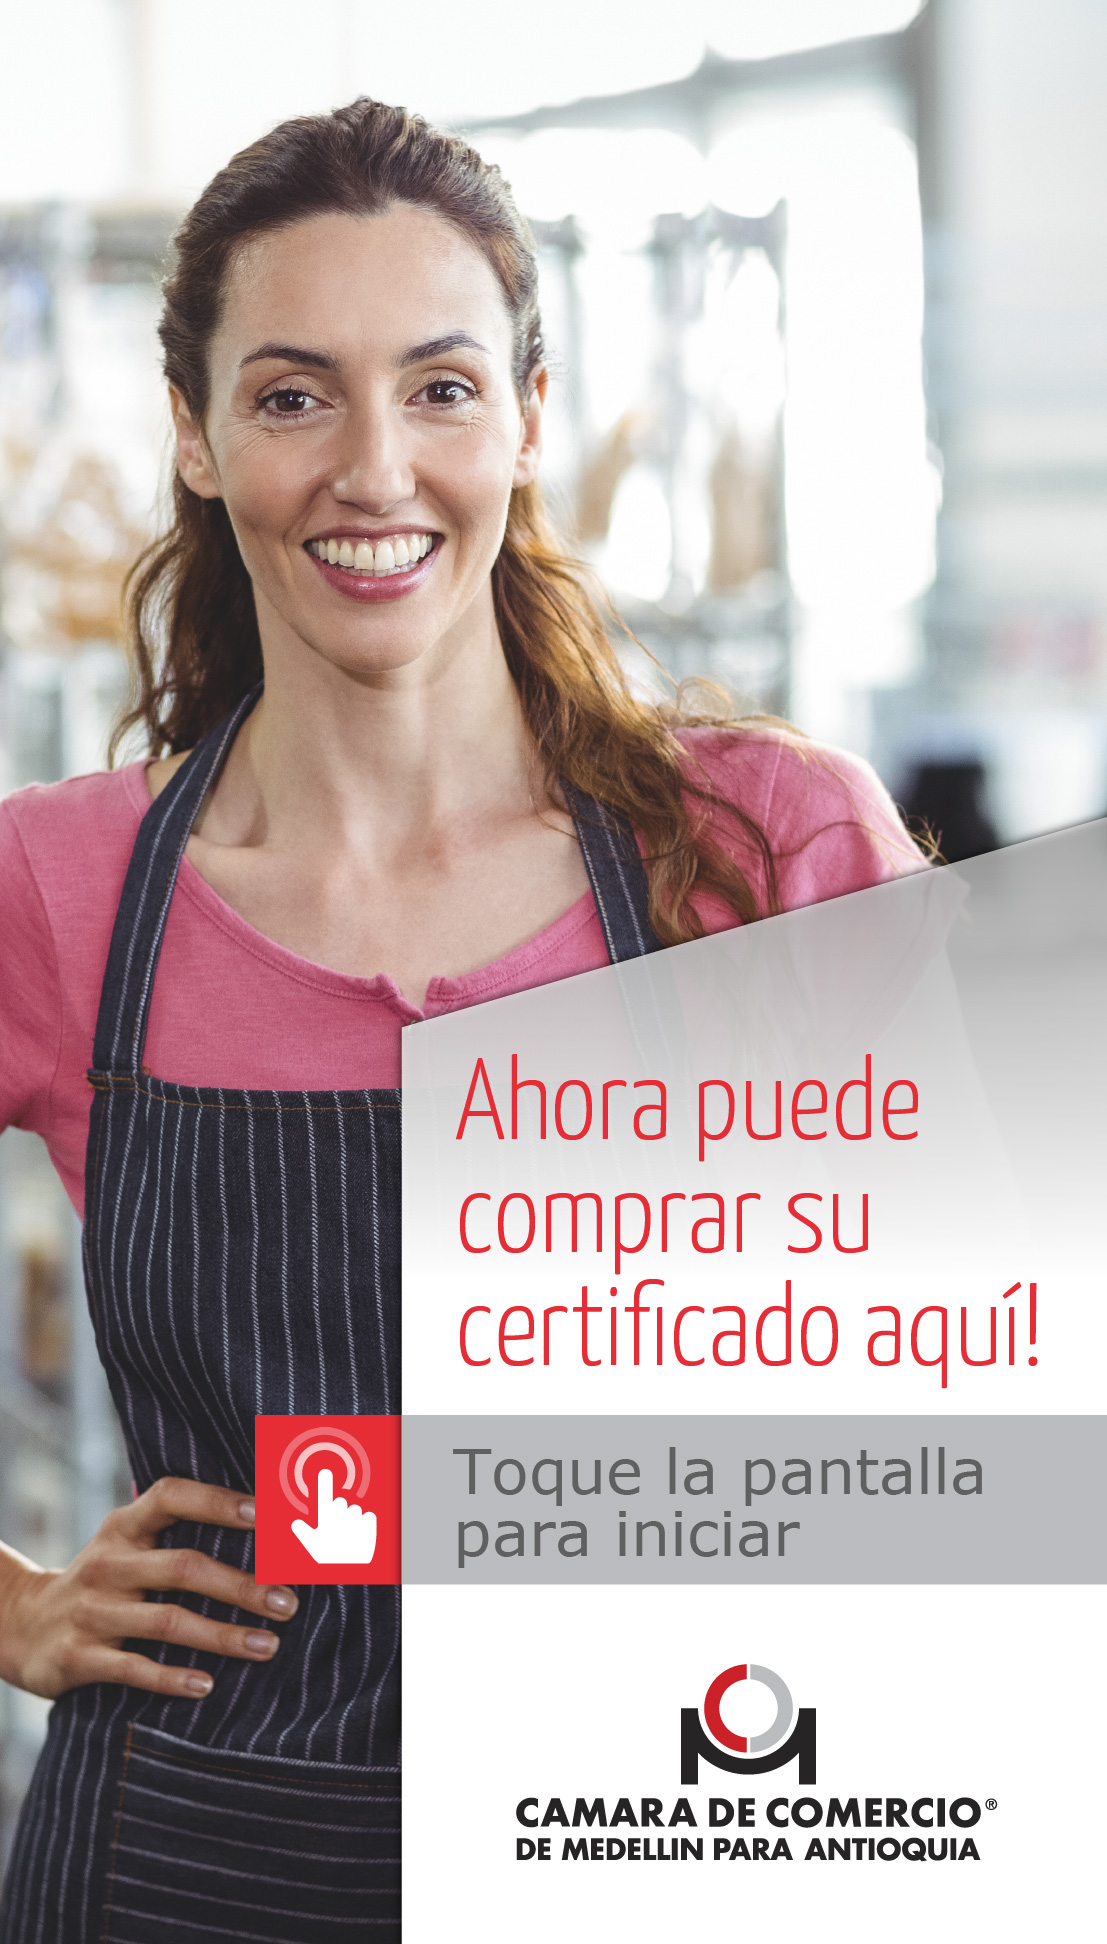 Ahora puede
comprar su
certificado aquí!
Toque la pantalla
para iniciar
CAMARA DE COMERCIO®
DE MEDELLIN PARA ANTIOQUIA